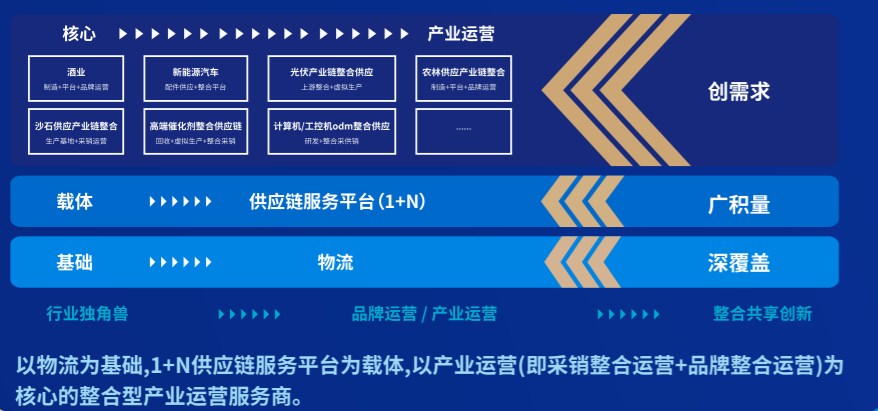 核心 产业运营
酒业 新能源汽车 光伏产业链整合供应 农林供应产业链整合
制造+平台+品牌运营 配件供应+整合平台 上游整合+虚拟生产 制造+平台+品牌运营
创需求
沙石供应产业链整合 高端催化剂整合供应链 计算机/工控机odm整合供应 ......
生产基地+采销运营 回收+虚拟生产+整合采销 研发+整合采供销
载体 供应链服务平台(1+N) 广积量
基础 物流 深覆盖
行业独角兽 品牌运营 / 产业运营 整合共享创新
以物流为基础,1+N供应链服务平台为载体,以产业运营(即采销整合运营+品牌整合运营)为
核心的整合型产业运营服务商。